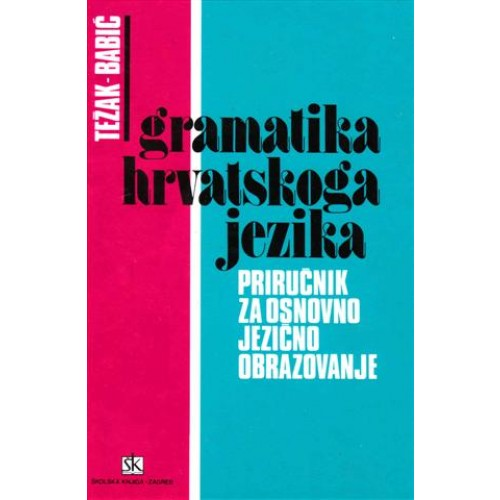 TEŽAK - BABIĆ
gramatika
hrvatskoga
jezika
PRIRUČNIK
ZA OSNOVNO
JEZIČNO
OBRAZOVANJE
ŠK
ŠKOLSKA KNJIGA - ZAGREB